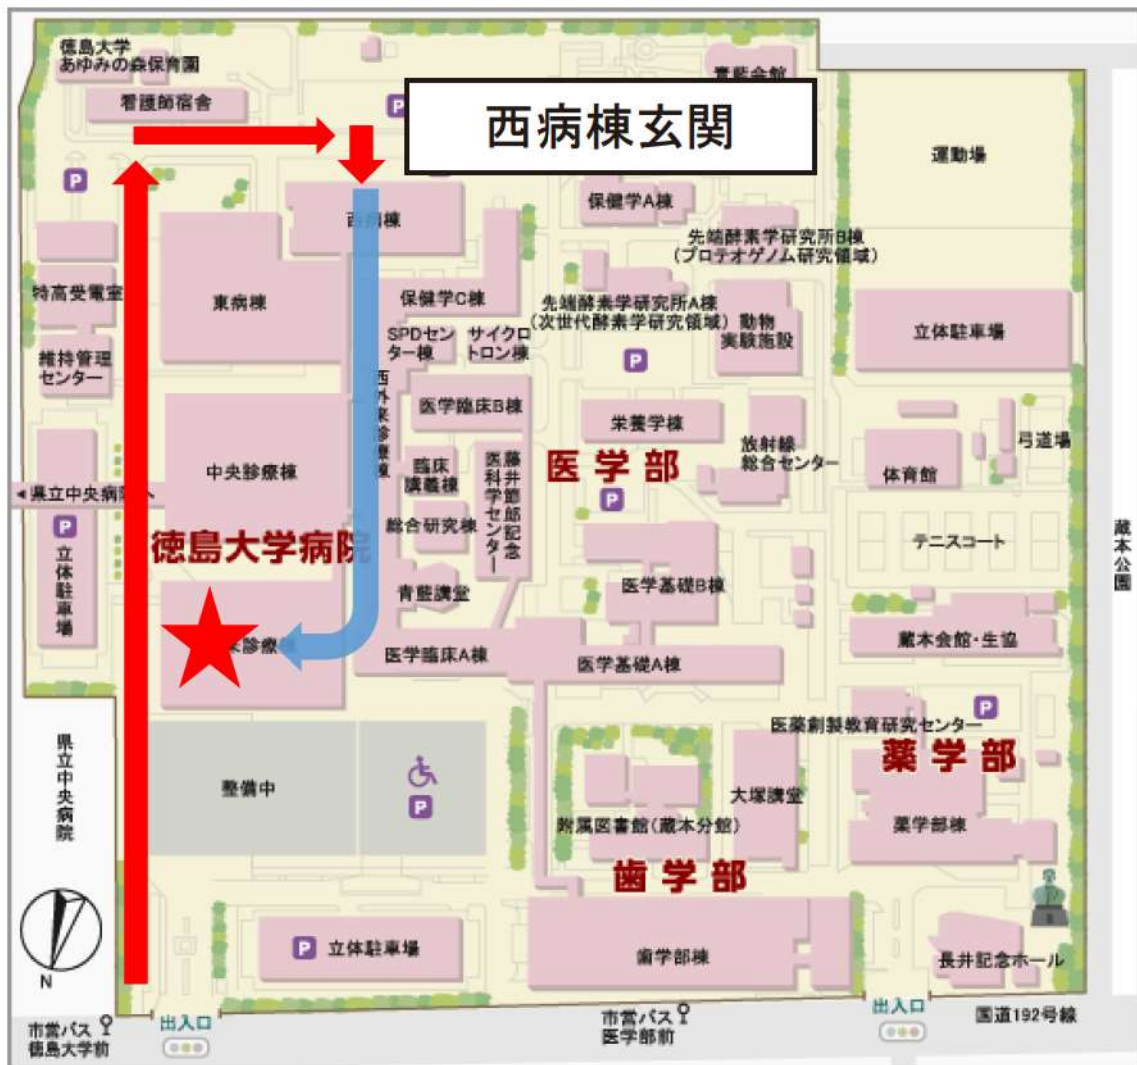 徳島大学
あゆみの森保育園
看護師宿舎
P
青藍会館
西病棟玄関
運動場
P
西病棟
保健学A棟
先端酵素学研究所B棟
(プロテオゲノム研究領域)
特高受電室
東病棟
保健学C棟
先端酵素学研究所A棟
(次世代酵素学研究領域)
動物
実験施設
立体駐車場
維持管理
センター
SPDセン
ター棟
サイクロ
トロン棟
P
西外来診療棟
医学臨床B棟
栄養学棟
放射線
総合センター
体育館
弓道場
中央診療棟
臨床
講義棟
藤井節郎記念
医科学センター
医学部
P
県立中央病院へ
P
立体駐車場
徳島大学病院
総合研究棟
テニスコート
蔵本公園
青藍講堂
医学基礎B棟
診療棟
医学臨床A棟
医学基礎A棟
蔵本会館・生協
県立中央病院
整備中
P
医薬創製教育研究センター
P
薬学部
大塚講堂
附属図書館(蔵本分館)
薬学部棟
歯学部
N
P
立体駐車場
歯学部棟
長井記念ホール
市営バス
徳島大学前
出入口
市営バス
医学部前
出入口
国道192号線